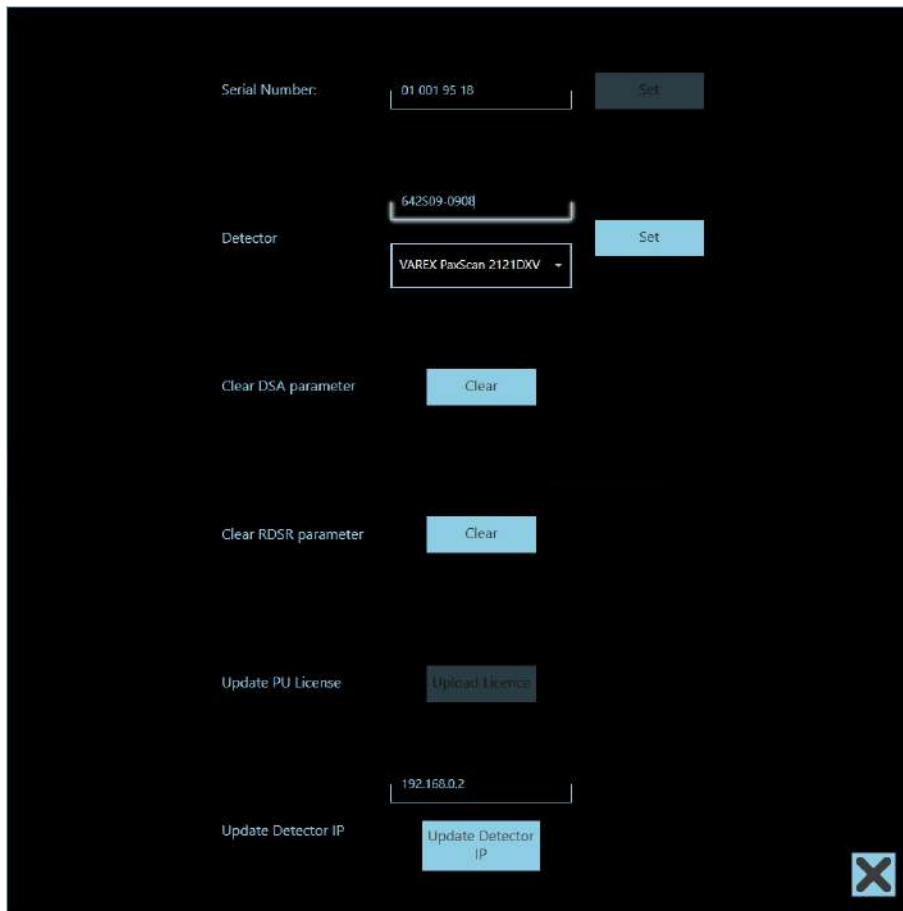 Serial Number:
01 001 95 18
Set
642S09-0908
Detector
Set
VAREX PaxScan 2121DXV
Clear DSA parameter
Clear
Clear RDSR parameter
Clear
Update PU License
Upload Licence
192.168.0.2
Update Detector IP
Update Detector
IP